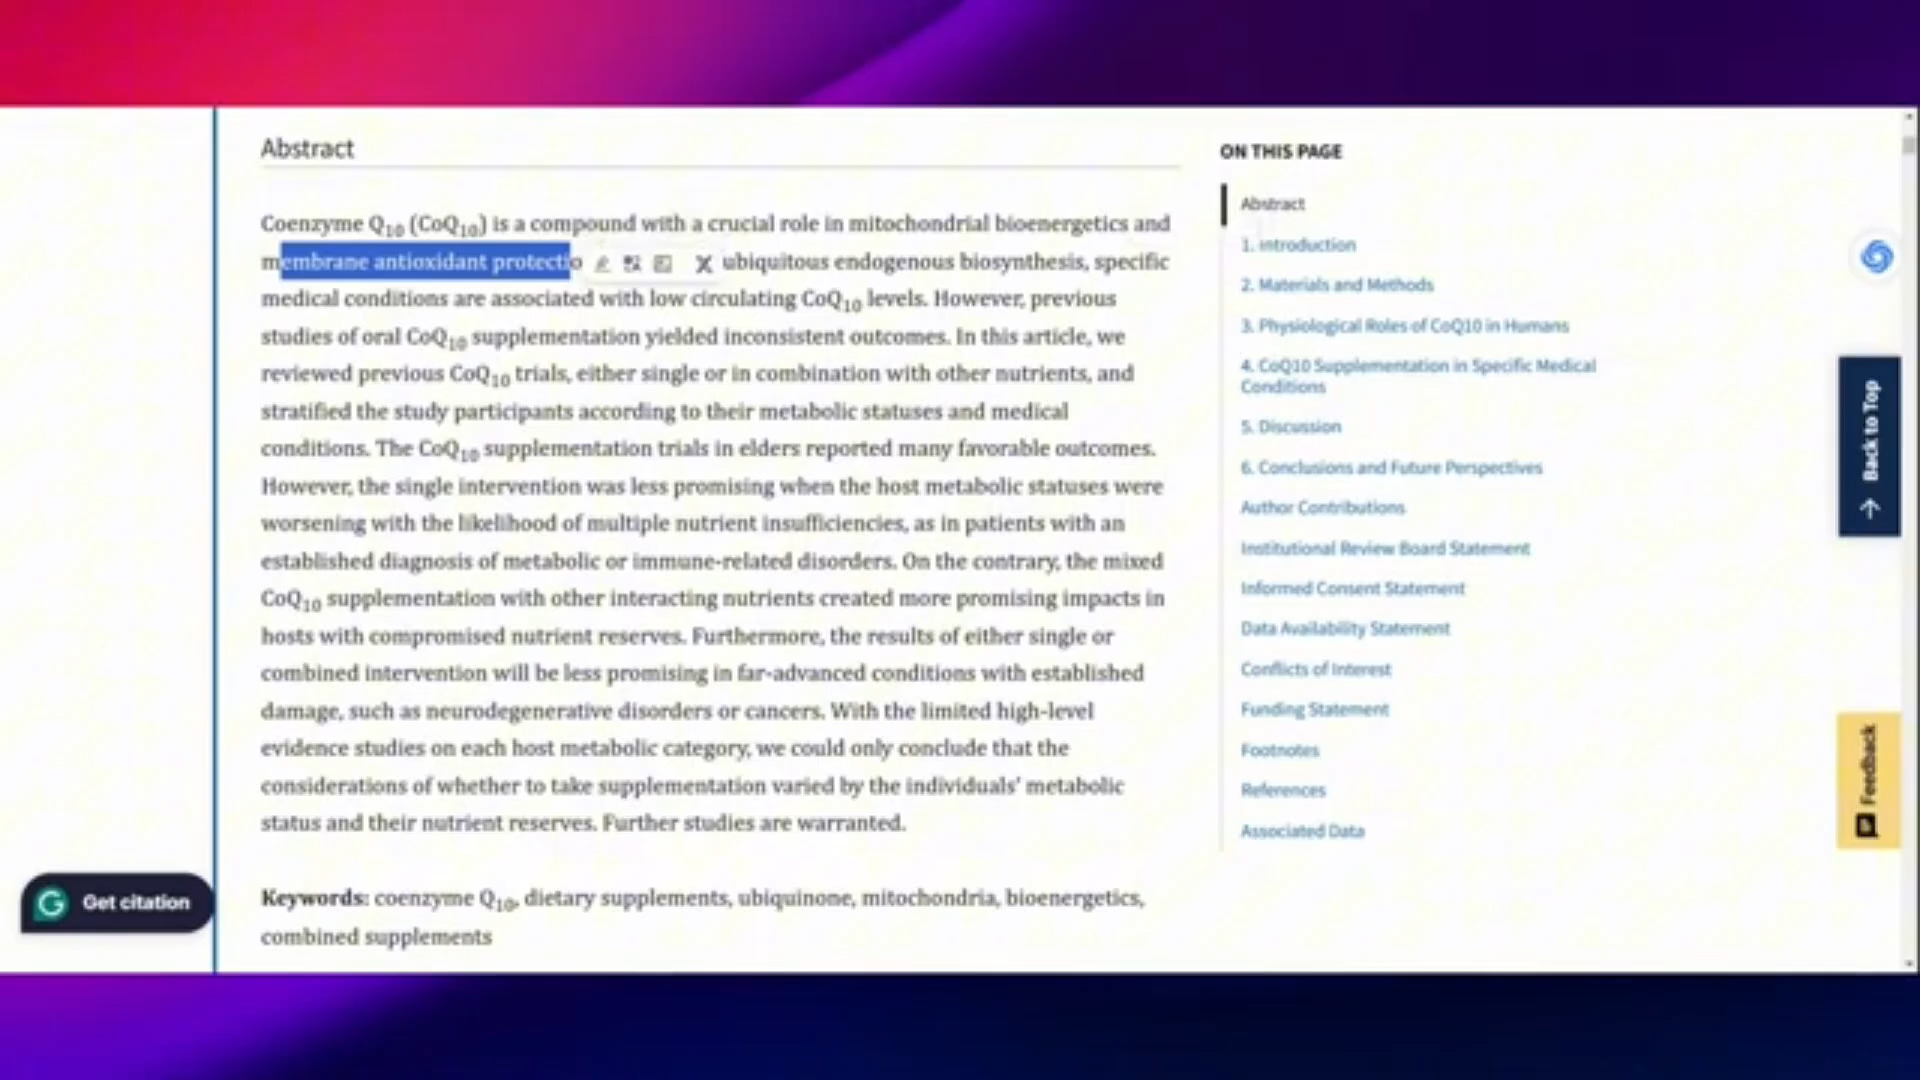 Abstract
Coenzyme Q10 (CoQ10) is a compound with a crucial role in mitochondrial bioenergetics and
membrane antioxidant protectio ubiquitous endogenous biosynthesis, specific
medical conditions are associated with low circulating CoQ10 levels. However, previous
studies of oral CoQ10 supplementation yielded inconsistent outcomes. In this article, we
reviewed previous CoQ10 trials, either single or in combination with other nutrients, and
stratified the study participants according to their metabolic statuses and medical
conditions. The CoQ10 supplementation trials in elders reported many favorable outcomes.
However, the single intervention was less promising when the host metabolic statuses were
worsening with the likelihood of multiple nutrient insufficiencies, as in patients with an
established diagnosis of metabolic or immune-related disorders. On the contrary, the mixed
CoQ10 supplementation with other interacting nutrients created more promising impacts in
hosts with compromised nutrient reserves. Furthermore, the results of either single or
combined intervention will be less promising in far-advanced conditions with established
damage, such as neurodegenerative disorders or cancers. With the limited high-level
evidence studies on each host metabolic category, we could only conclude that the
considerations of whether to take supplementation varied by the individuals' metabolic
status and their nutrient reserves. Further studies are warranted.
Keywords: coenzyme Q10, dietary supplements, ubiquinone, mitochondria, bioenergetics,
combined supplements
ON THIS PAGE
Abstract
1. Introduction
2. Materials and Methods
3. Physiological Roles of CoQ10 in Humans
4. CoQ10 Supplementation in Specific Medical
Conditions
5. Discussion
6. Conclusions and Future Perspectives
Author Contributions
Institutional Review Board Statement
Informed Consent Statement
Data Availability Statement
Conflicts of Interest
Funding Statement
Footnotes
References
Associated Data
Back to Top
Feedback
Get citation